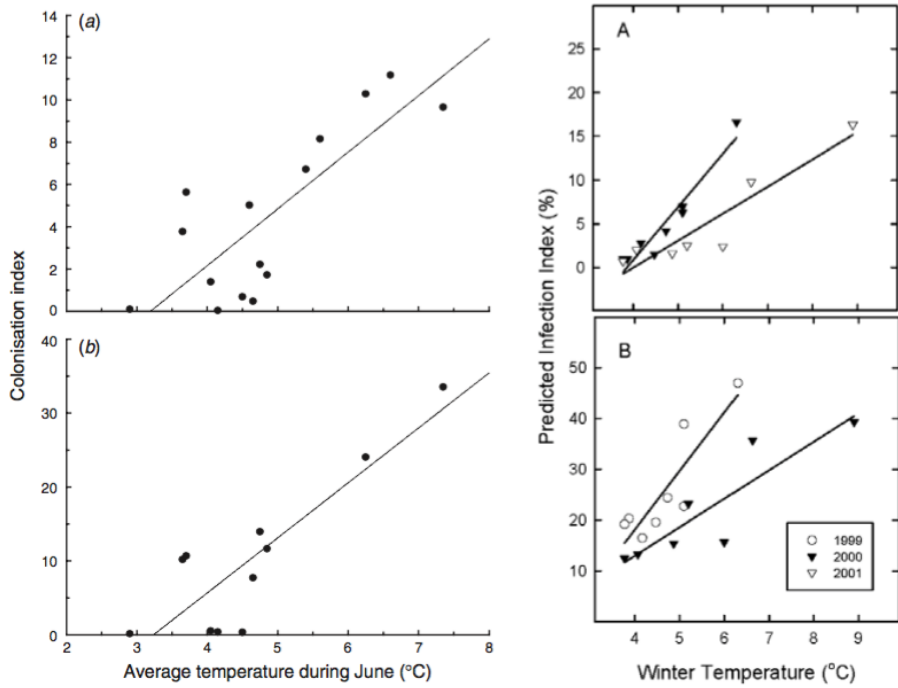 (a)
14
12
10
8
6
4
2
0
(b)
40
30
20
10
0
2 3 4 5 6 7 8
Colonisation index
Average temperature during June (°C)
A
25
20
15
10
5
0
B
50
40
30
20
10
1999
2000
2001
4 5 6 7 8 9
Predicted Infection Index (%)
Winter Temperature (°C)